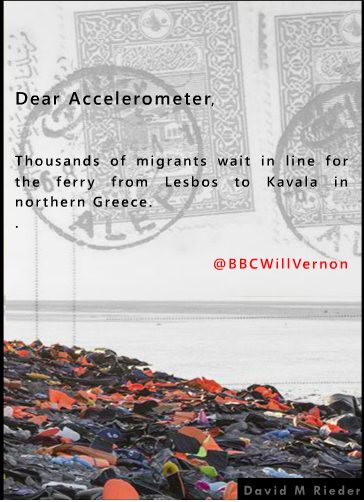 Dear Accelerometer,
Thousands of migrants wait in line for
the ferry from Lesbos to Kavala in
northern Greece.
.
@BBCWillVernon
David M Rieder